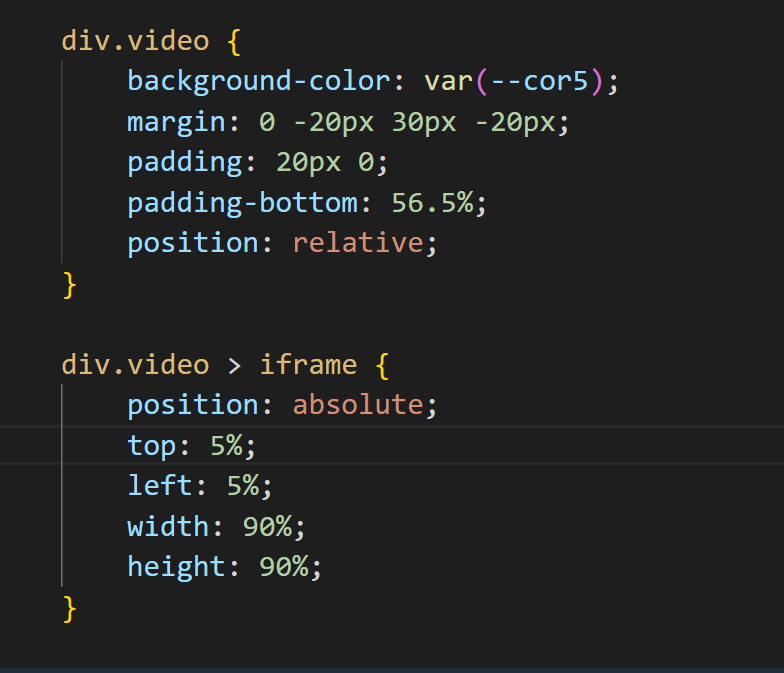 div.video {
    background-color: var(--cor5);
    margin: 0 -20px 30px -20px;
    padding: 20px 0;
    padding-bottom: 56.5%;
    position: relative;
}

div.video > iframe {
    position: absolute;
    top: 5%;
    left: 5%;
    width: 90%;
    height: 90%;
}